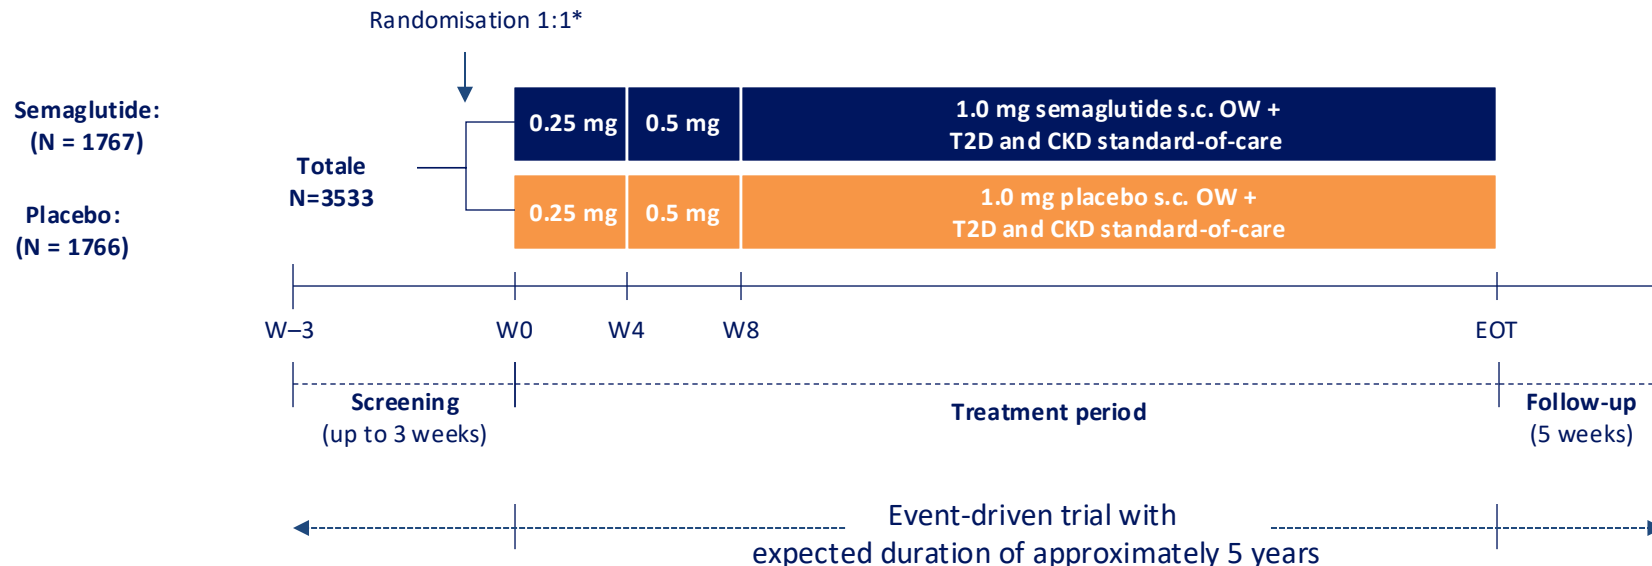 Randomisation 1:1*
Semaglutide:
(N = 1767)
Placebo:
(N = 1766)
Totale
N=3533
0.25 mg
0.5 mg
1.0 mg semaglutide s.c. OW +
T2D and CKD standard-of-care
0.25 mg
0.5 mg
1.0 mg placebo s.c. OW +
T2D and CKD standard-of-care
W–3
W0
W4
W8
EOT
Screening
(up to 3 weeks)
Treatment period
Follow-up
(5 weeks)
Event-driven trial with
expected duration of approximately 5 years